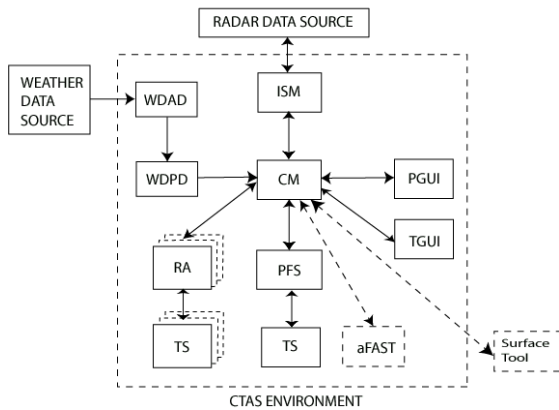 RADAR DATA SOURCE
WEATHER
DATA
SOURCE
WDAD
ISM
WDPD
CM
PGUI
TGUI
RA
PFS
TS
TS
aFAST
Surface
Tool
CTAS ENVIRONMENT